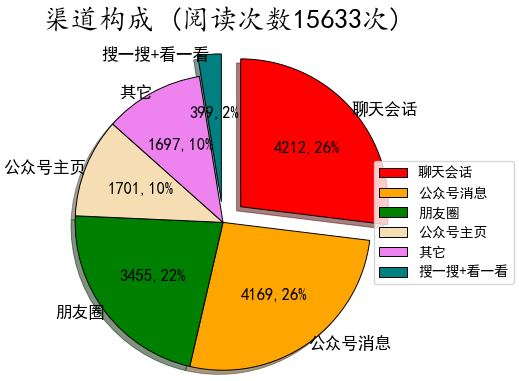 渠道构成 (阅读次数15633次)
搜一搜+看一看
399,2%
其它
1697,10%
聊天会话
4212,26%
公众号主页
1701,10%
朋友圈
3455,22%
公众号消息
4169,26%
聊天会话
公众号消息
朋友圈
公众号主页
其它
搜一搜+看一看